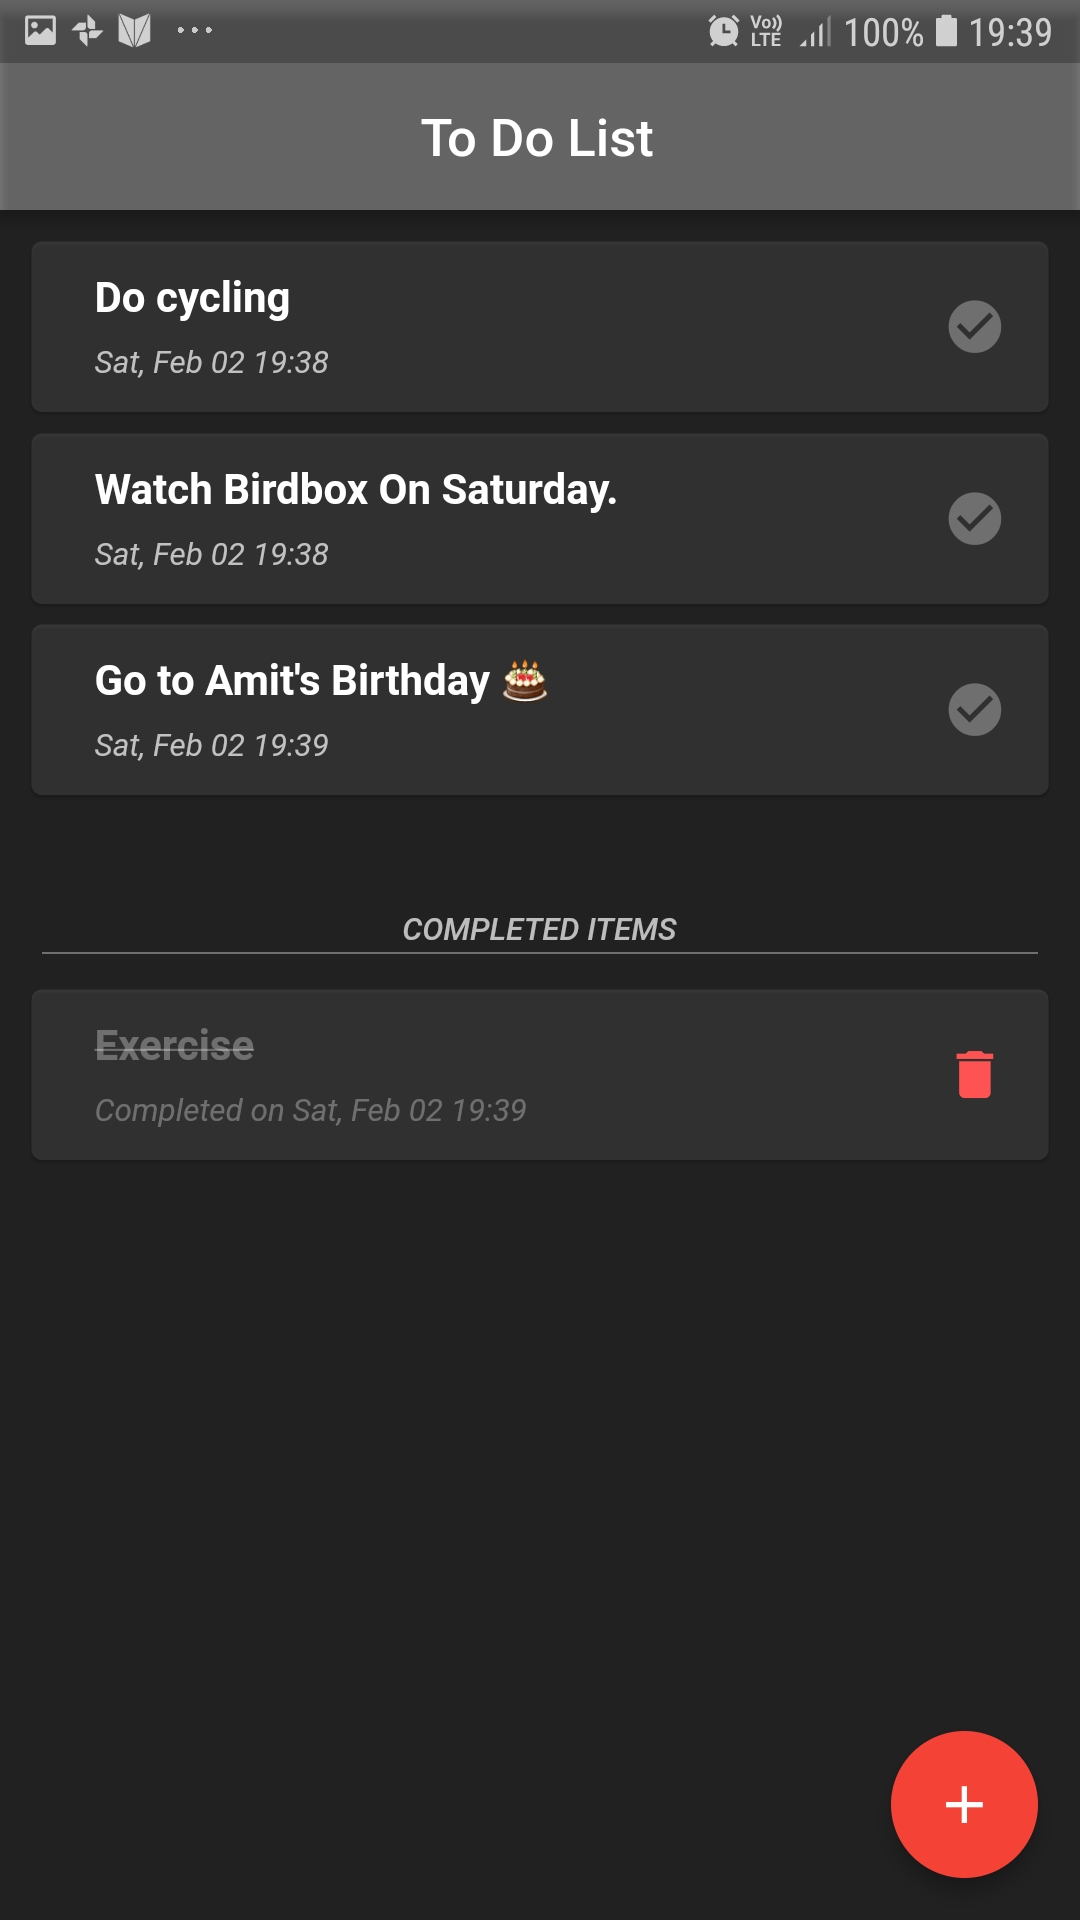 Vo)) LTE 100% 19:39
To Do List
Do cycling
Sat, Feb 02 19:38
Watch Birdbox On Saturday.
Sat, Feb 02 19:38
Go to Amit's Birthday 🎂
Sat, Feb 02 19:39
COMPLETED ITEMS
Exercise
Completed on Sat, Feb 02 19:39